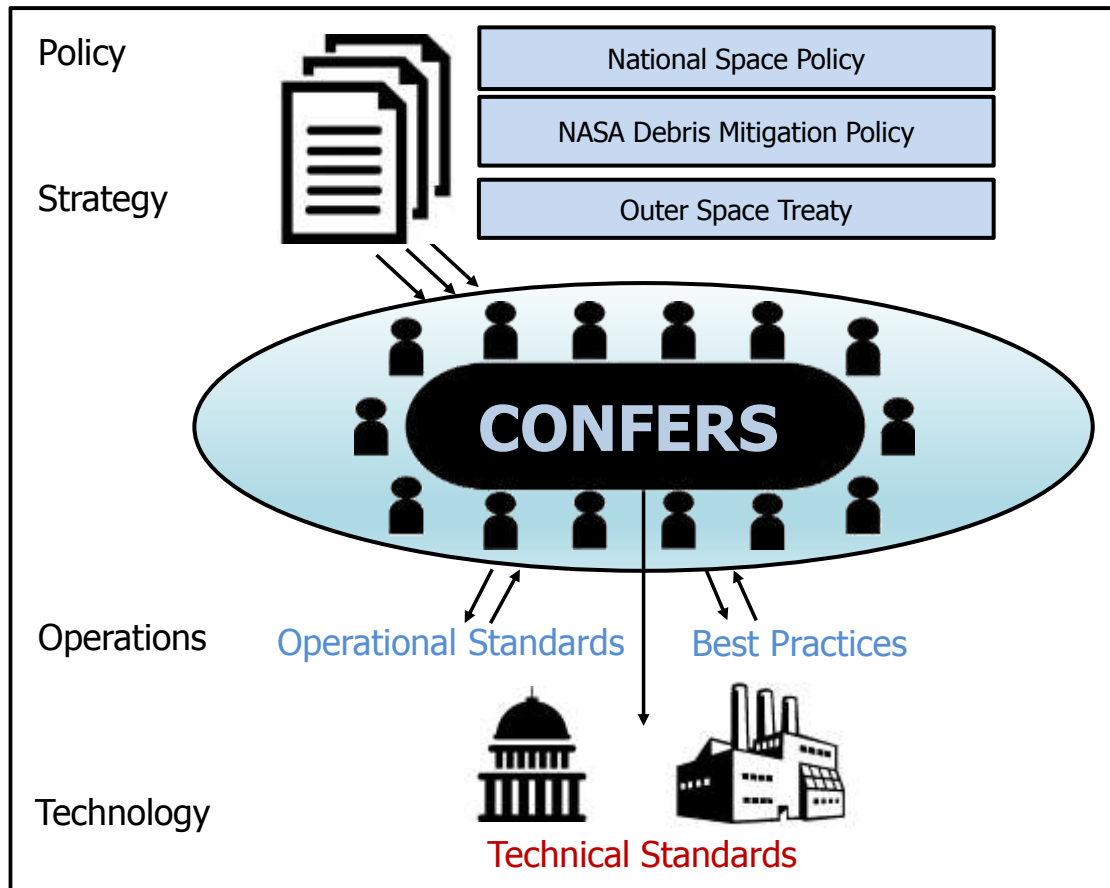 Policy
National Space Policy
NASA Debris Mitigation Policy
Strategy
Outer Space Treaty
CONFERS
Operations
Operational Standards
Best Practices
Technology
Technical Standards